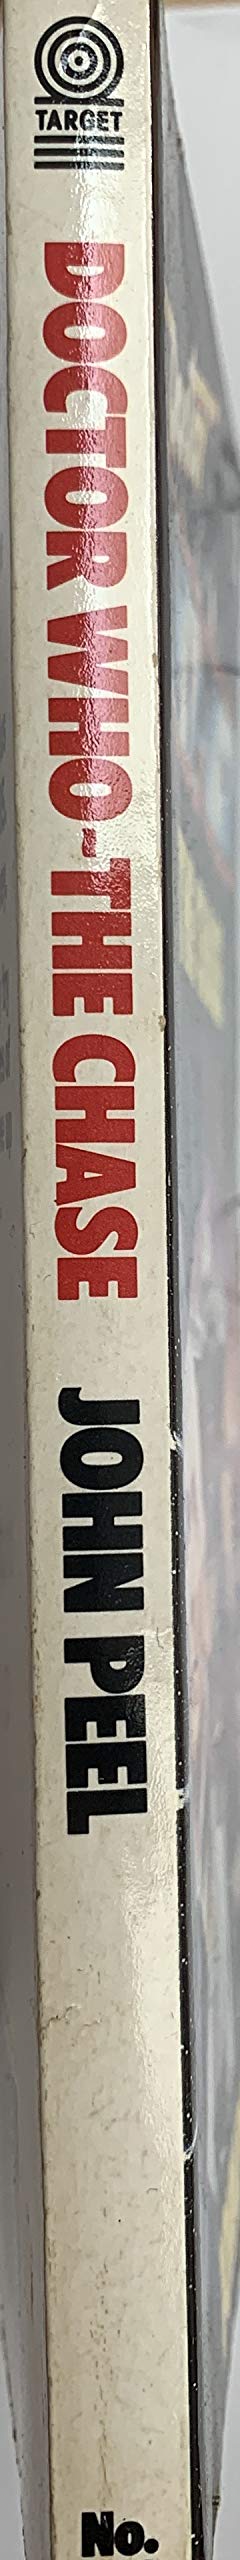 TARGET
DOCTOR WHO-THE CHASE JOHN PEEL
No.